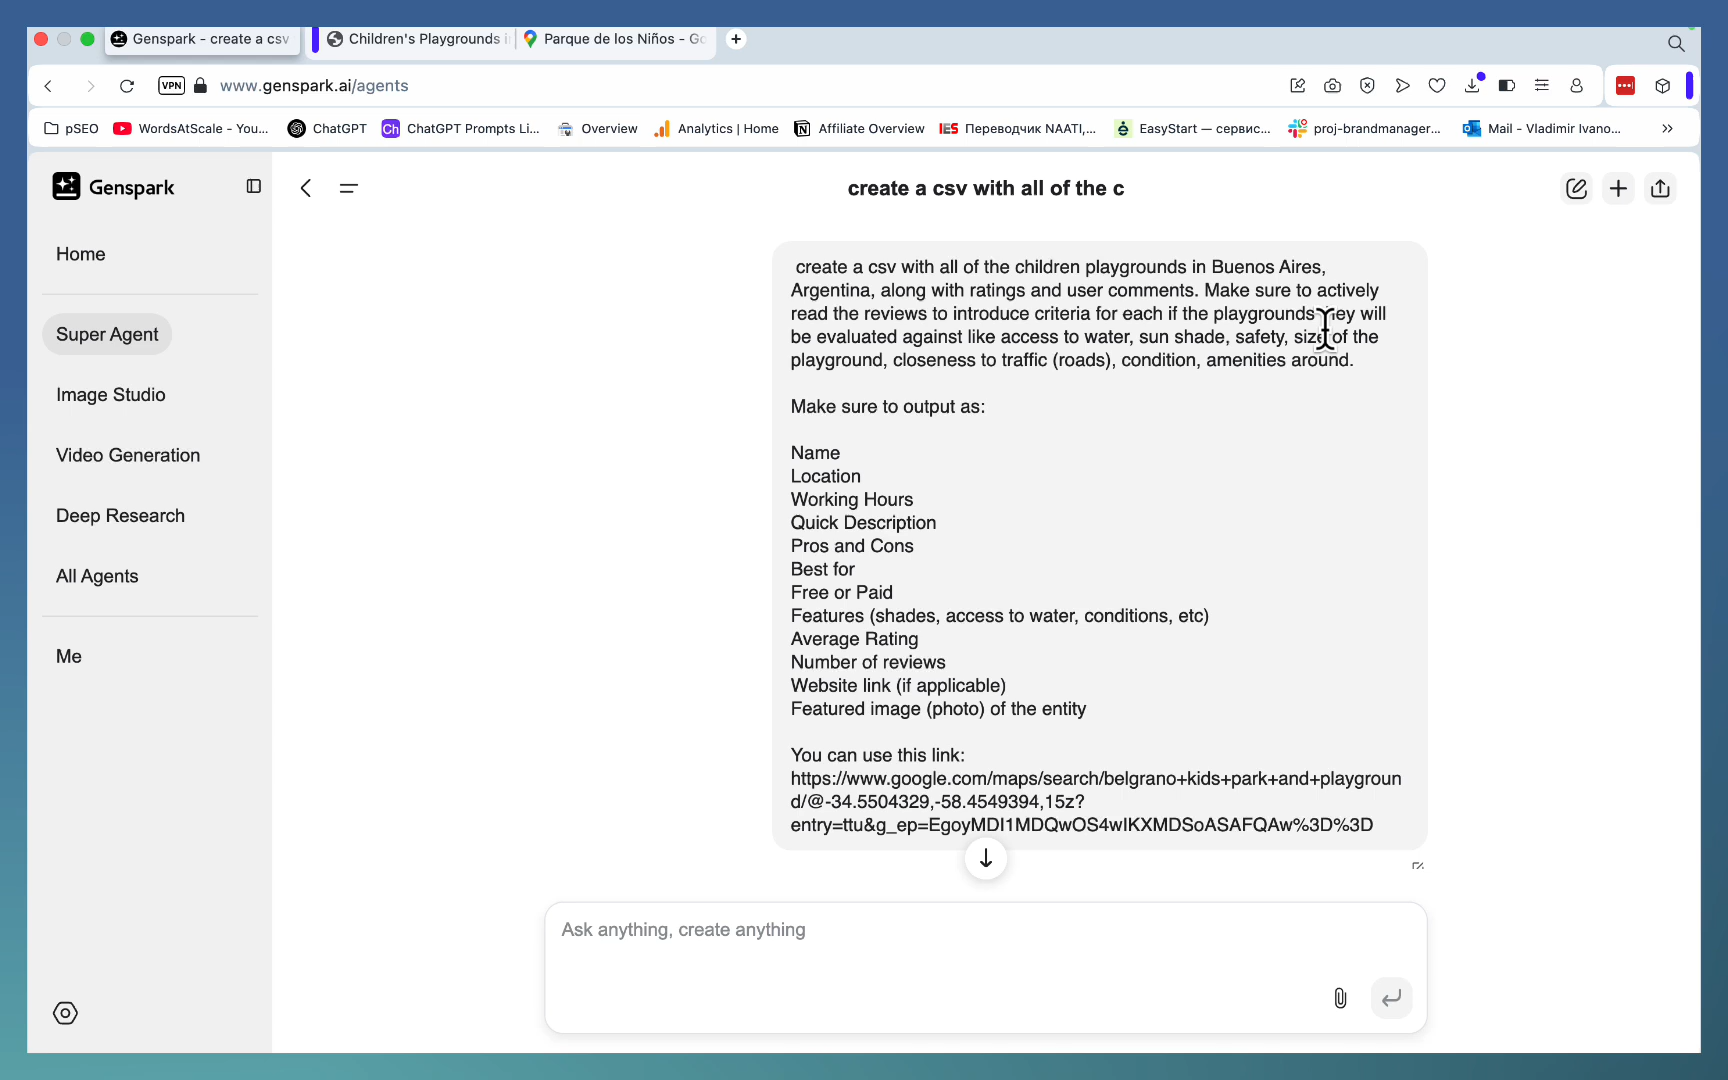 Genspark - create a csv
Children's Playgrounds i
Parque de los Niños - Go
VPN
www.genspark.ai/agents
pSEO
WordsAtScale - You...
ChatGPT
Ch
ChatGPT Prompts Li...
Overview
Analytics | Home
Affiliate Overview
IES
Переводчик NAATI,...
EasyStart — сервис...
proj-brandmanager...
Mail - Vladimir Ivano...
Genspark
create a csv with all of the c
Home
Super Agent
Image Studio
Video Generation
Deep Research
All Agents
Me
create a csv with all of the children playgrounds in Buenos Aires,
Argentina, along with ratings and user comments. Make sure to actively
read the reviews to introduce criteria for each if the playgrounds they will
be evaluated against like access to water, sun shade, safety, size of the
playground, closeness to traffic (roads), condition, amenities around.
Make sure to output as:
Name
Location
Working Hours
Quick Description
Pros and Cons
Best for
Free or Paid
Features (shades, access to water, conditions, etc)
Average Rating
Number of reviews
Website link (if applicable)
Featured image (photo) of the entity
You can use this link:
https://www.google.com/maps/search/belgrano+kids+park+and+playgroun
d/@-34.5504329,-58.4549394,15z?
entry=ttu&g_ep=EgoyMDI1MDQwOS4wIKXMDSoASAFQAw%3D%3D
Ask anything, create anything